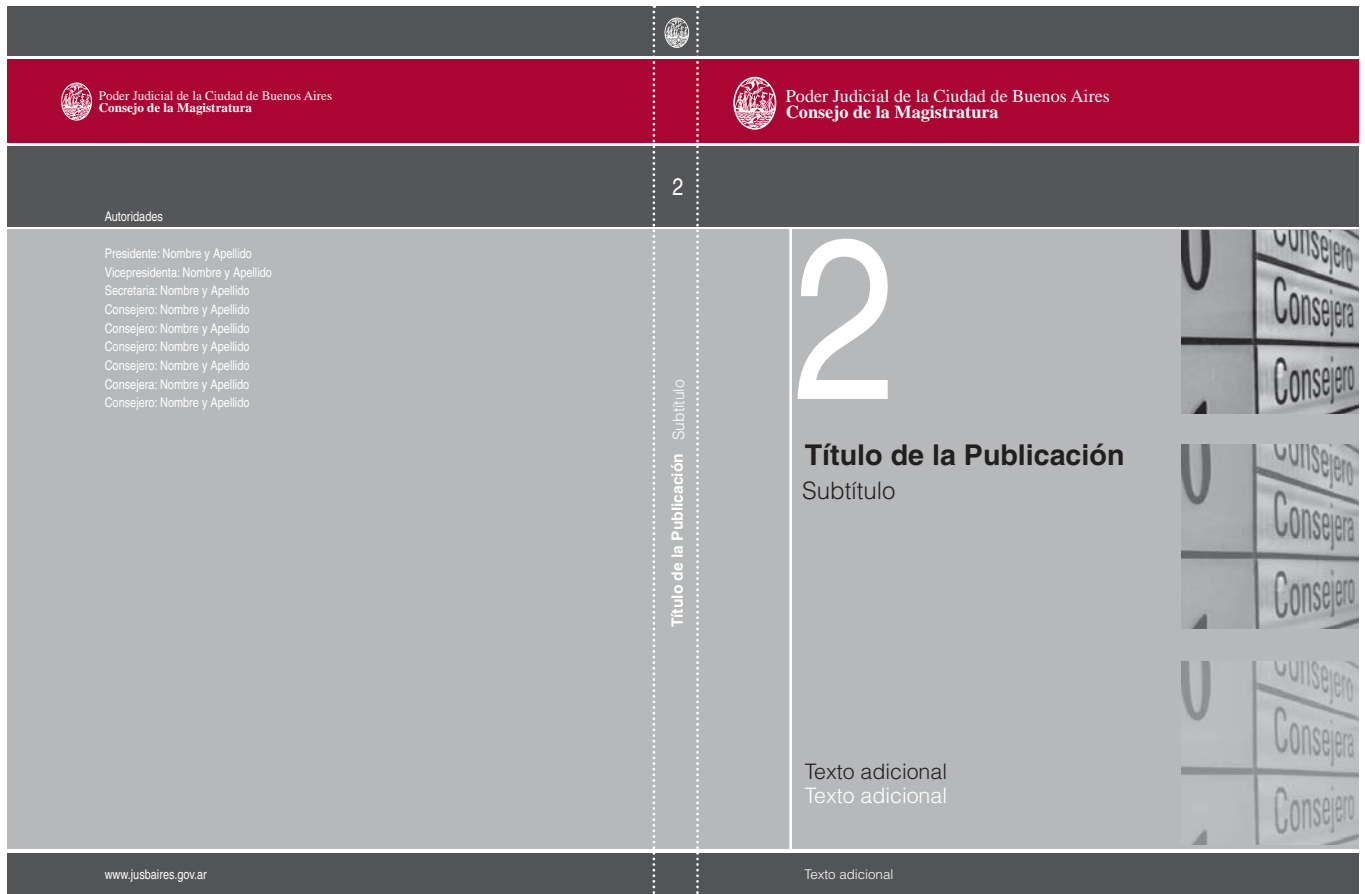 Poder Judicial de la Ciudad de Buenos Aires
Consejo de la Magistratura
Autoridades
Presidente: Nombre y Apellido
Vicepresidenta: Nombre y Apellido
Secretaria: Nombre y Apellido
Consejero: Nombre y Apellido
Consejero: Nombre y Apellido
Consejero: Nombre y Apellido
Consejero: Nombre y Apellido
Consejera: Nombre y Apellido
Consejero: Nombre y Apellido
www.jusbaires.gov.ar
2
Título de la Publicación Subtítulo
Poder Judicial de la Ciudad de Buenos Aires
Consejo de la Magistratura
2
Título de la Publicación
Subtítulo
Texto adicional
Texto adicional
Texto adicional
Consejero
Consejera
Consejero
Consejero
Consejera
Consejero
Consejero
Consejera
Consejero